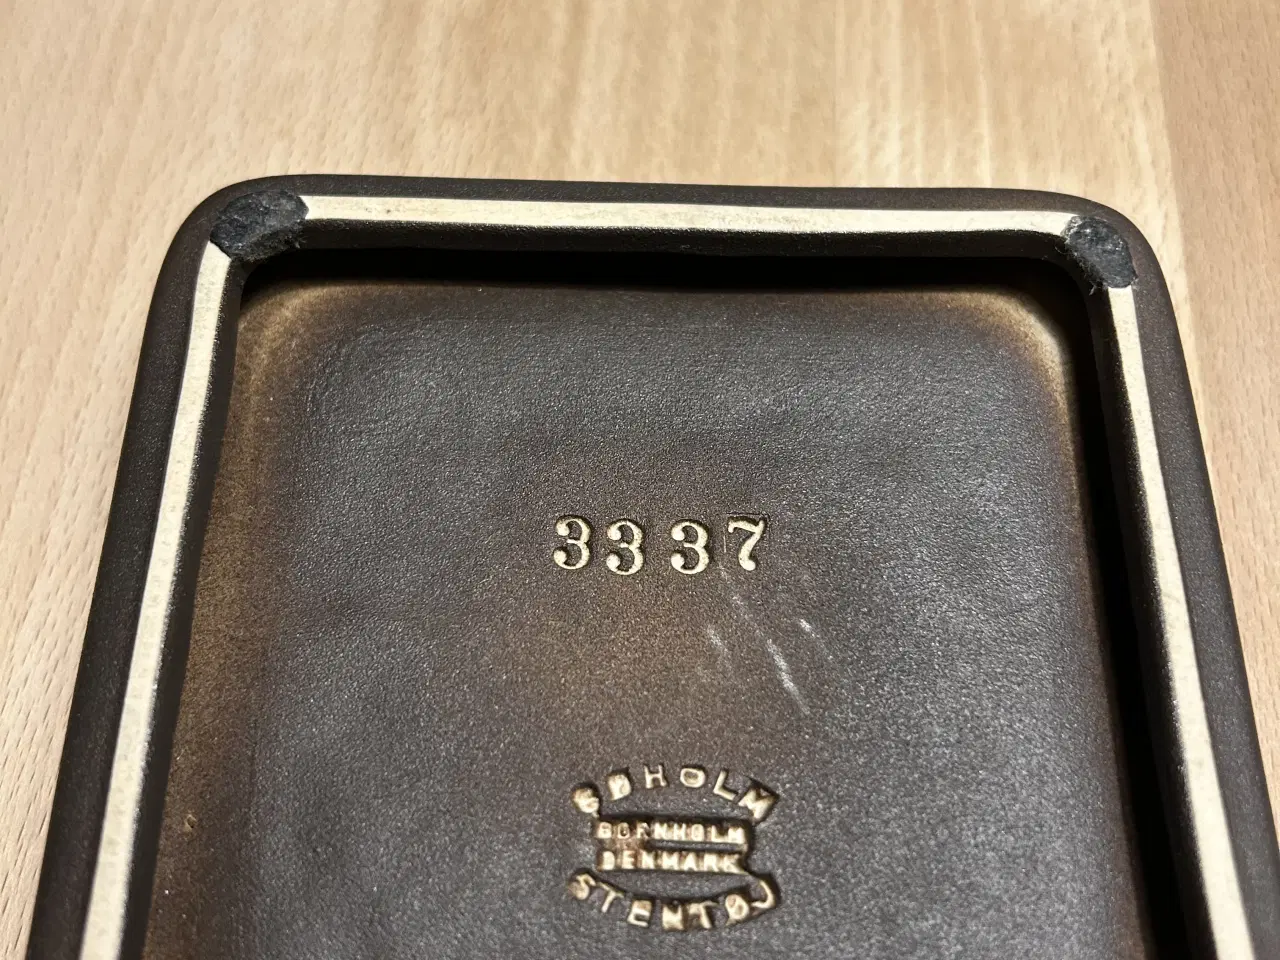 3337
SØHOLM
BORNHOLM
DENMARK
STENTØJ